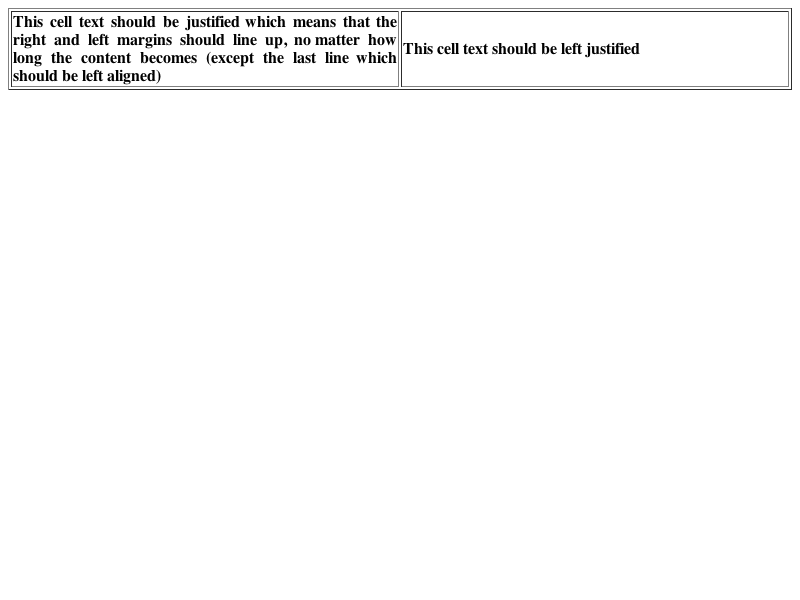 This cell text should be justified which means that the
right and left margins should line up, no matter how
long the content becomes (except the last line which
should be left aligned)
This cell text should be left justified